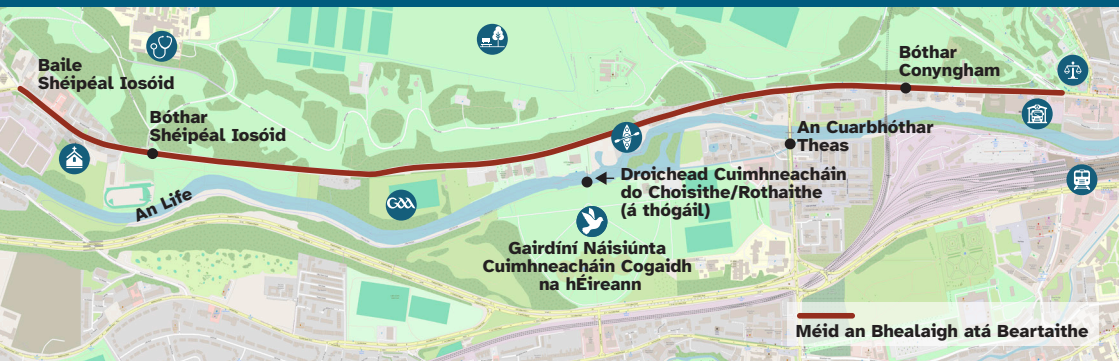 Baile
Shéipéal Iosóid
Bóthar
Shéipéal Iosóid
An Life
GAA
Bóthar
Conyngham
An Cuarbhóthar
Theas
Droichead Cuimhneacháin
do Choisithe/Rothaithe
(á thógáil)
Gairdíní Náisiúnta
Cuimhneacháin Cogaidh
na hÉireann
Méid an Bhealaigh atá Beartaithe